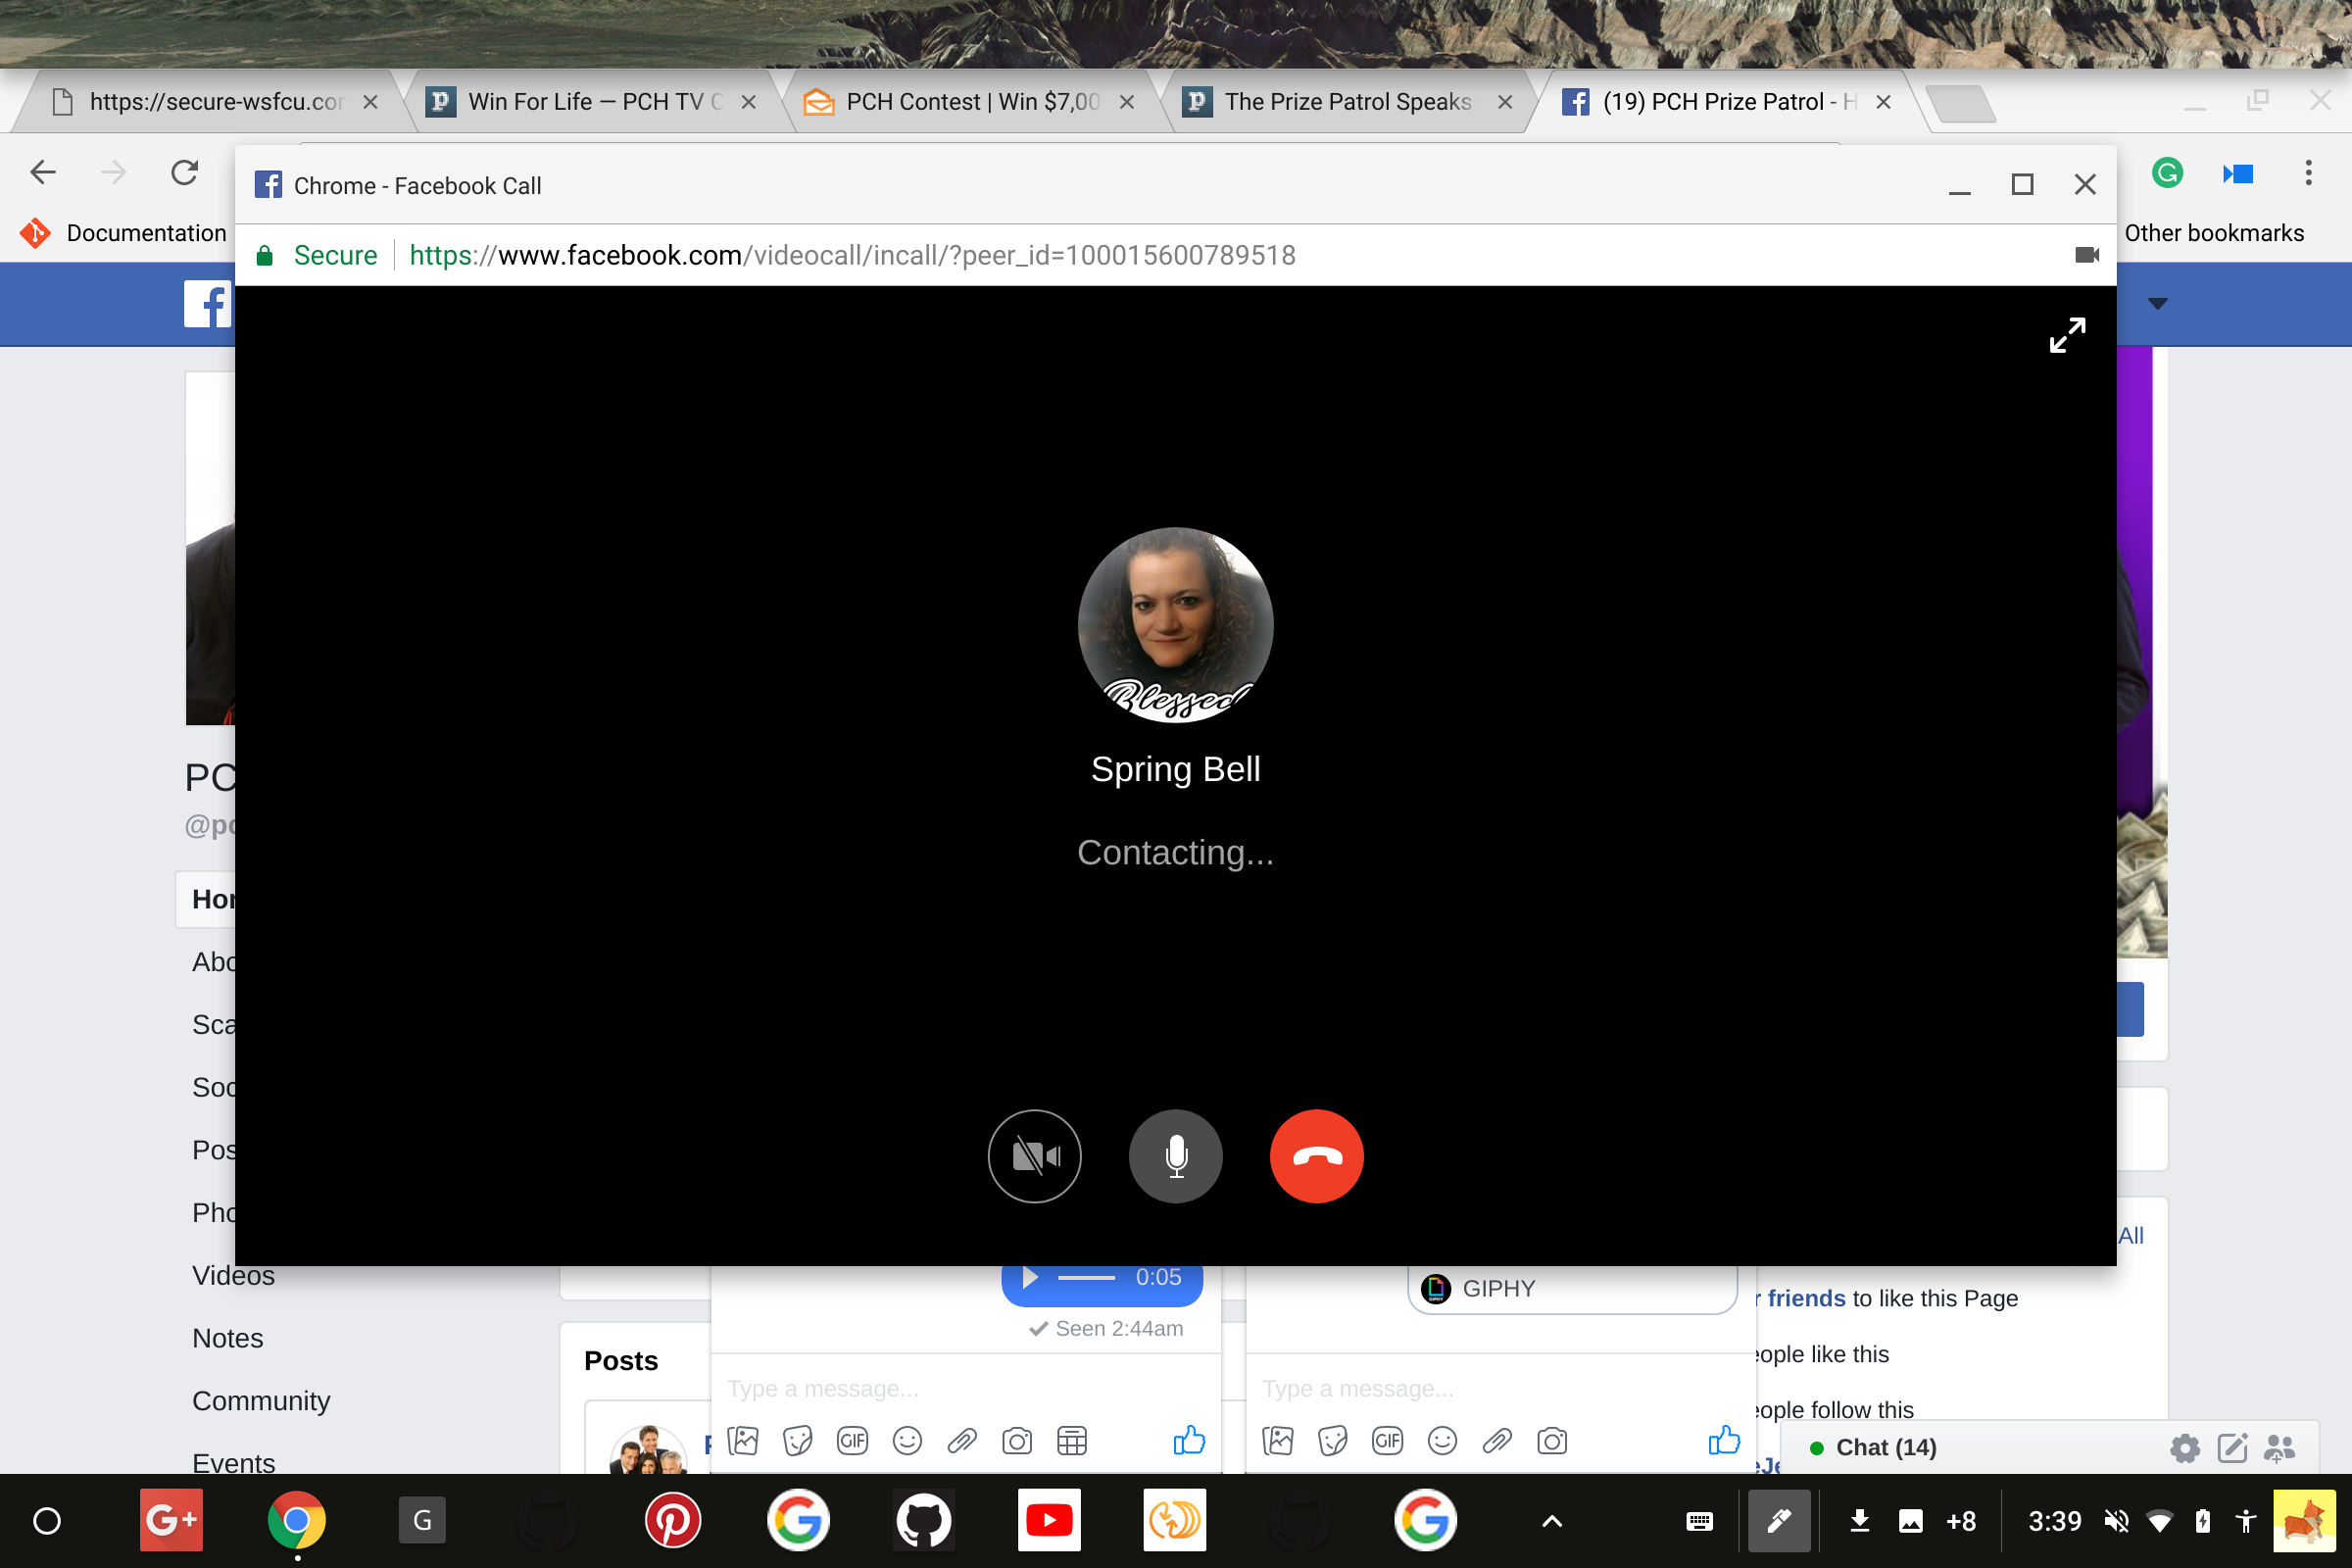 https://secure-wsfcu.cor
Win For Life — PCH TV C
PCH Contest | Win $7,00
The Prize Patrol Speaks
(19) PCH Prize Patrol - H
Chrome - Facebook Call
Documentation
Other bookmarks
Secure
https://www.facebook.com/videocall/incall/?peer_id=100015600789518
Blessed
PC
@pc
Spring Bell
Contacting...
Hor
Abo
Sca
Soc
Pos
Pho
Videos
Notes
Community
Events
All
0:05
Seen 2:44am
GIPHY
r friends to like this Page
eople like this
eople follow this
Posts
Type a message...
Type a message...
GIF
GIF
Chat (14)
G+
G
+8
3:39